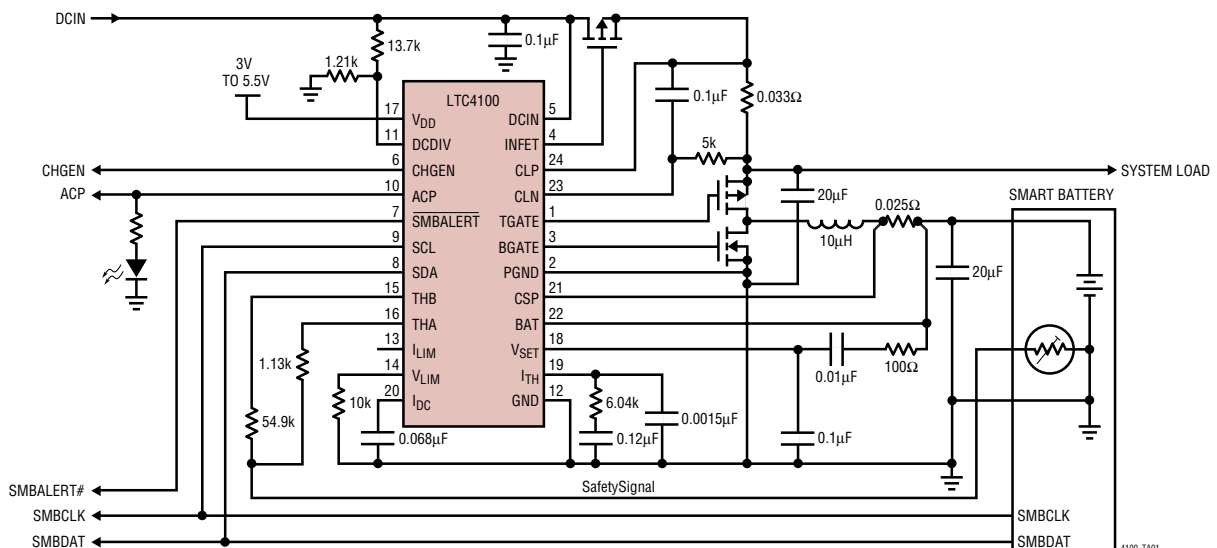 DCIN
0.1µF
13.7k
1.21k
3V
TO 5.5V
LTC4100
0.1µF
0.033Ω
5k
17
VDD
11
DCDIV
6
CHGEN
10
ACP
7
SMBALERT
9
SCL
8
SDA
15
THB
16
THA
13
ILIM
14
VLIM
20
IDC
5
DCIN
4
INFET
24
CLP
23
CLN
1
TGATE
3
BGATE
2
PGND
21
CSP
22
BAT
18
VSET
19
ITH
12
GND
CHGEN
ACP
SYSTEM LOAD
SMART BATTERY
20µF
0.025Ω
10µH
20µF
1.13k
54.9k
10k
0.068µF
6.04k
0.12µF
0.0015µF
0.01µF
100Ω
0.1µF
SafetySignal
SMBALERT#
SMBCLK
SMBCLK
SMBDAT
SMBDAT